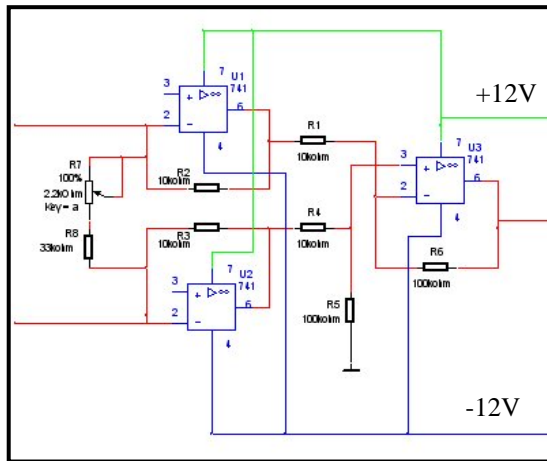 7
U1
741
3
6
2
4
+12V
R1
10kohm
7
U3
741
3
6
2
4
R7
100%
2.2kOhm
key = a
R2
10kohm
R8
33kohm
R3
10kohm
R4
10kohm
R6
100kohm
7
U2
741
3
6
2
4
R5
100kohm
-12V